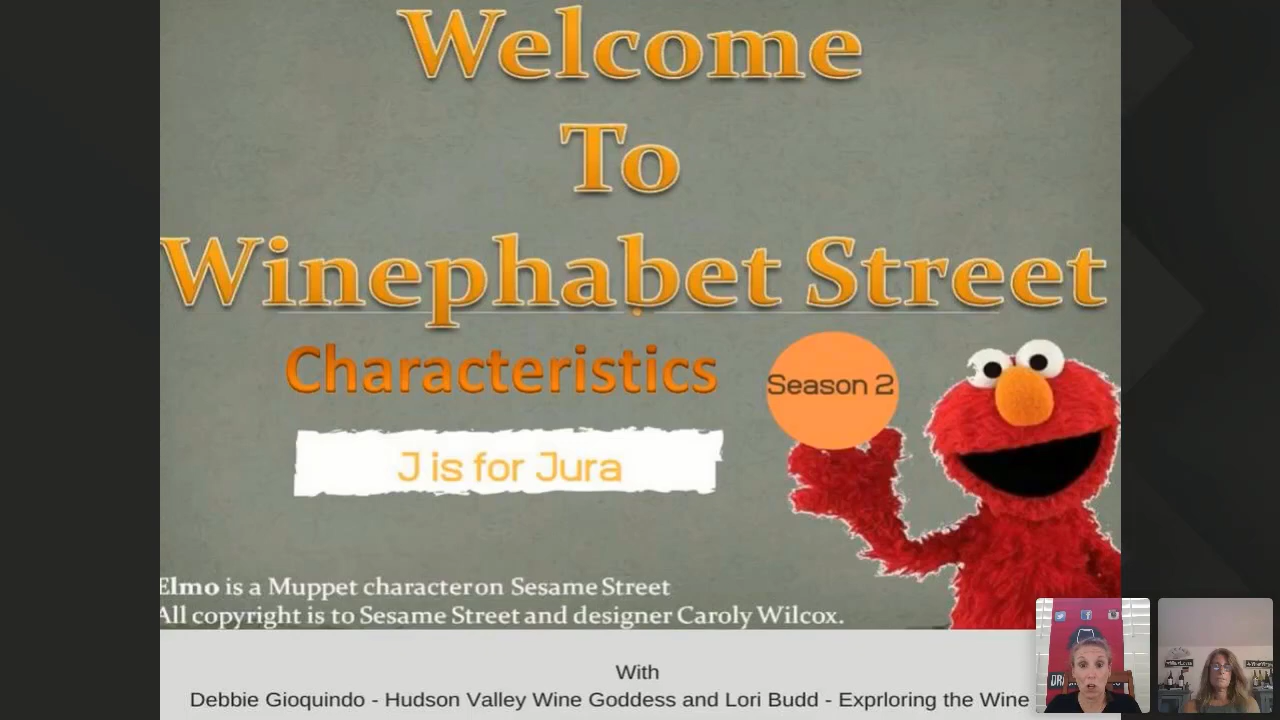 Welcome
To
Winephabet Street
Characteristics
Season 2
J is for Jura
Elmo is a Muppet character on Sesame Street
All copyright is to Sesame Street and designer Caroly Wilcox.
With
Debbie Gioquindo - Hudson Valley Wine Goddess and Lori Budd - Exprloring the Wine